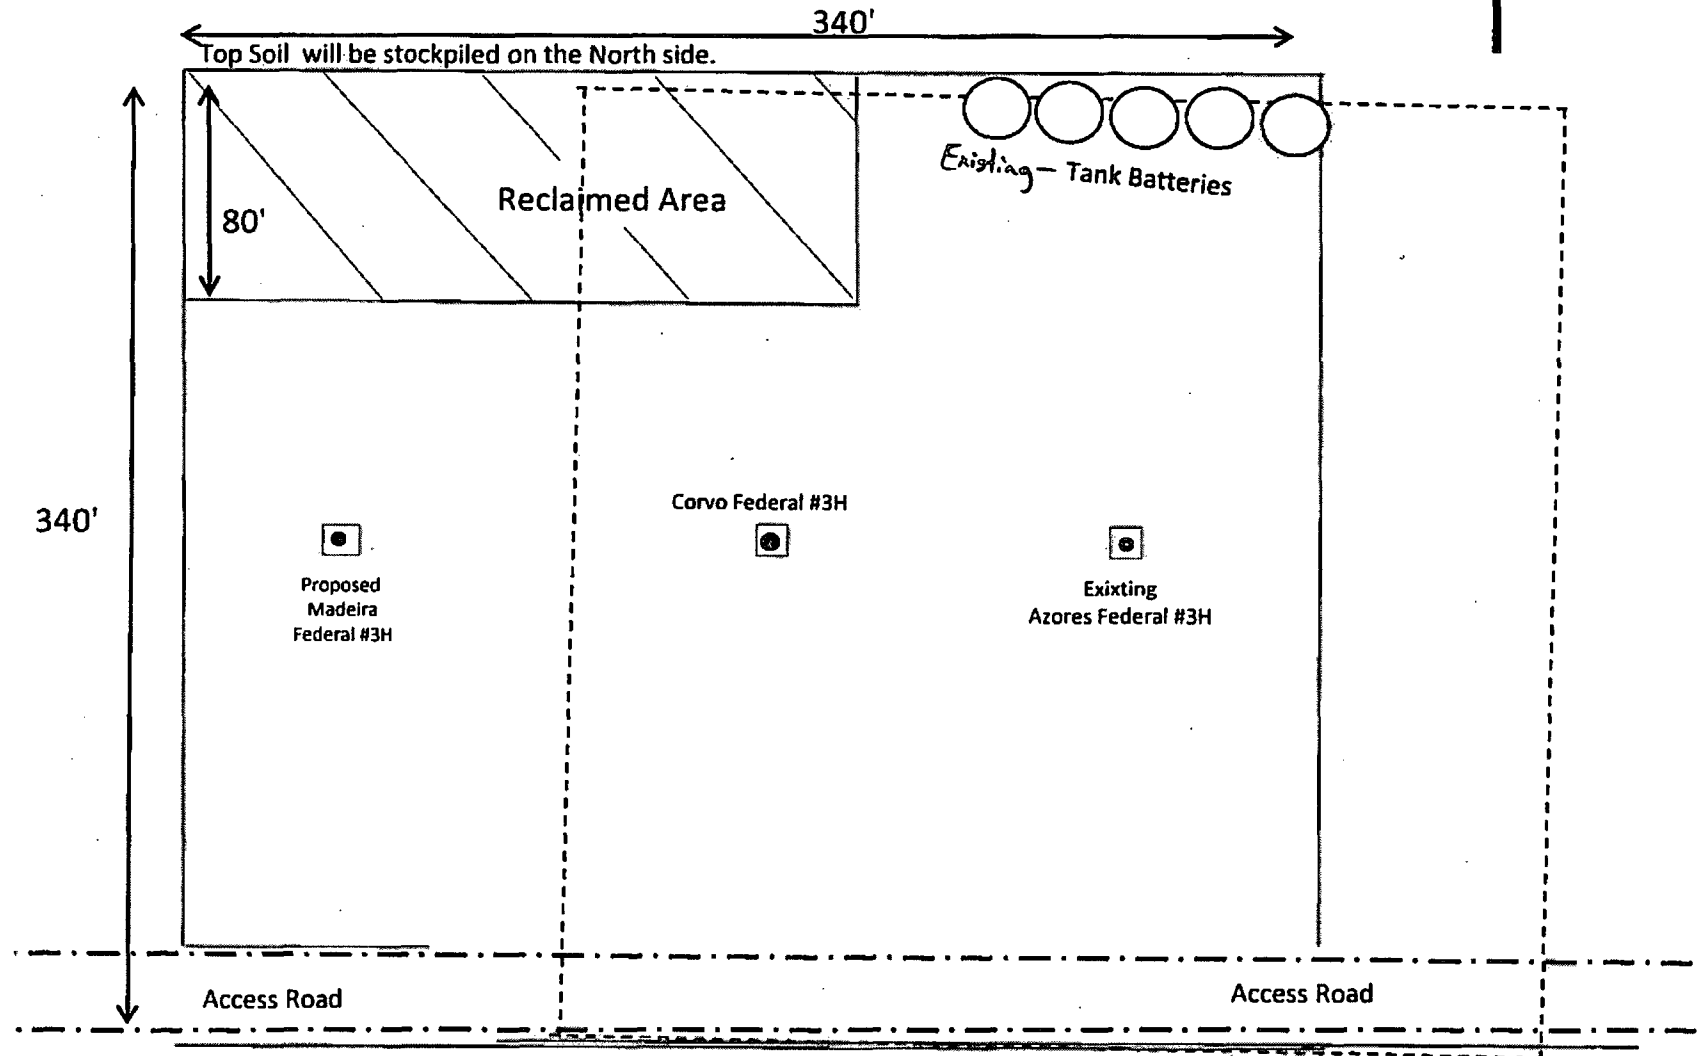 340'
Top Soil will be stockpiled on the North side.
Existing – Tank Batteries
Reclaimed Area
80'
340'
Corvo Federal #3H
Proposed
Madeira
Federal #3H
Exixting
Azores Federal #3H
Access Road
Access Road